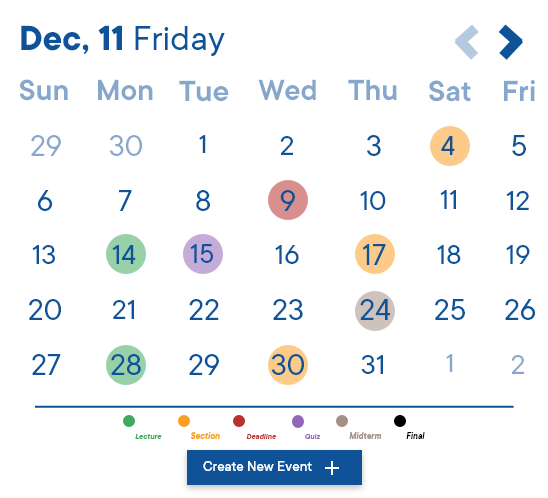 Dec, 11 Friday
Sun Mon Tue Wed Thu Sat Fri
29 30 1 2 3 4 5
6 7 8 9 10 11 12
13 14 15 16 17 18 19
20 21 22 23 24 25 26
27 28 29 30 31 1 2
Lecture Section Deadline Quiz Midterm Final
Create New Event +